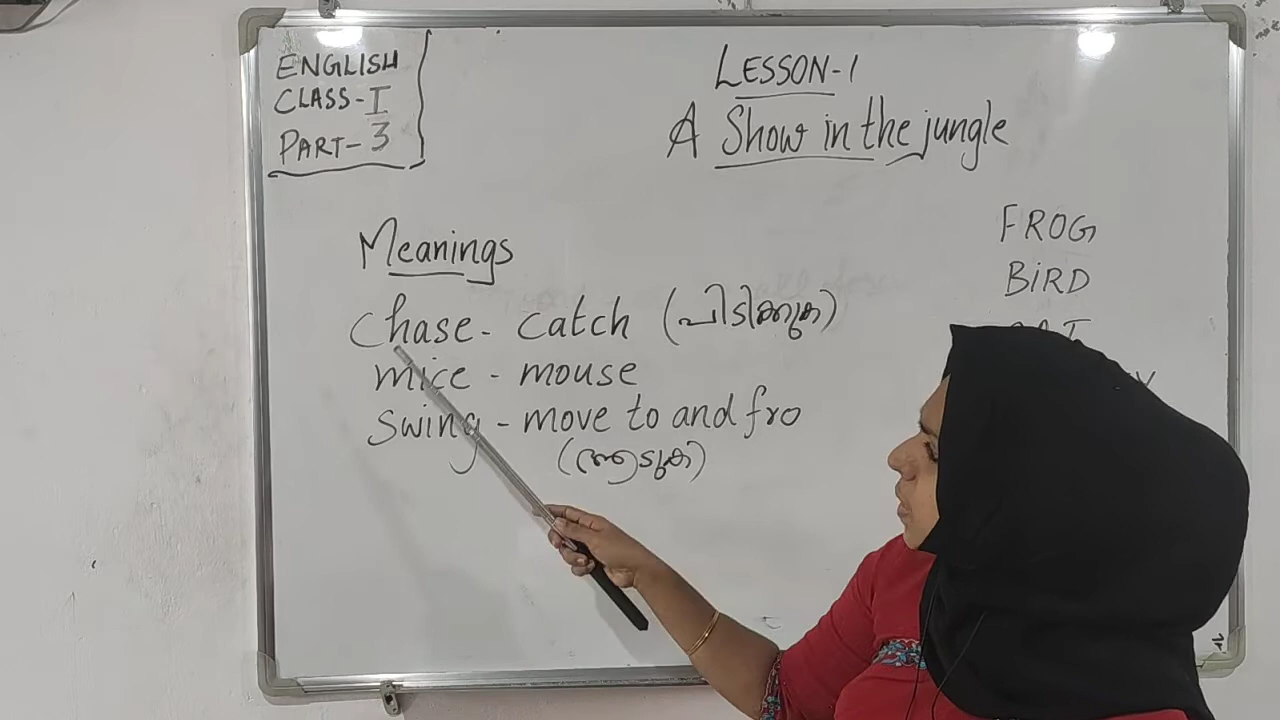 ENGLISH
CLASS-I
PART-3
LESSON-1
A Show in the jungle
Meanings
Chase - catch (പിടിക്കുക)
mice - mouse
swing - move to and fro
(ആടുക)
FROG
BIRD